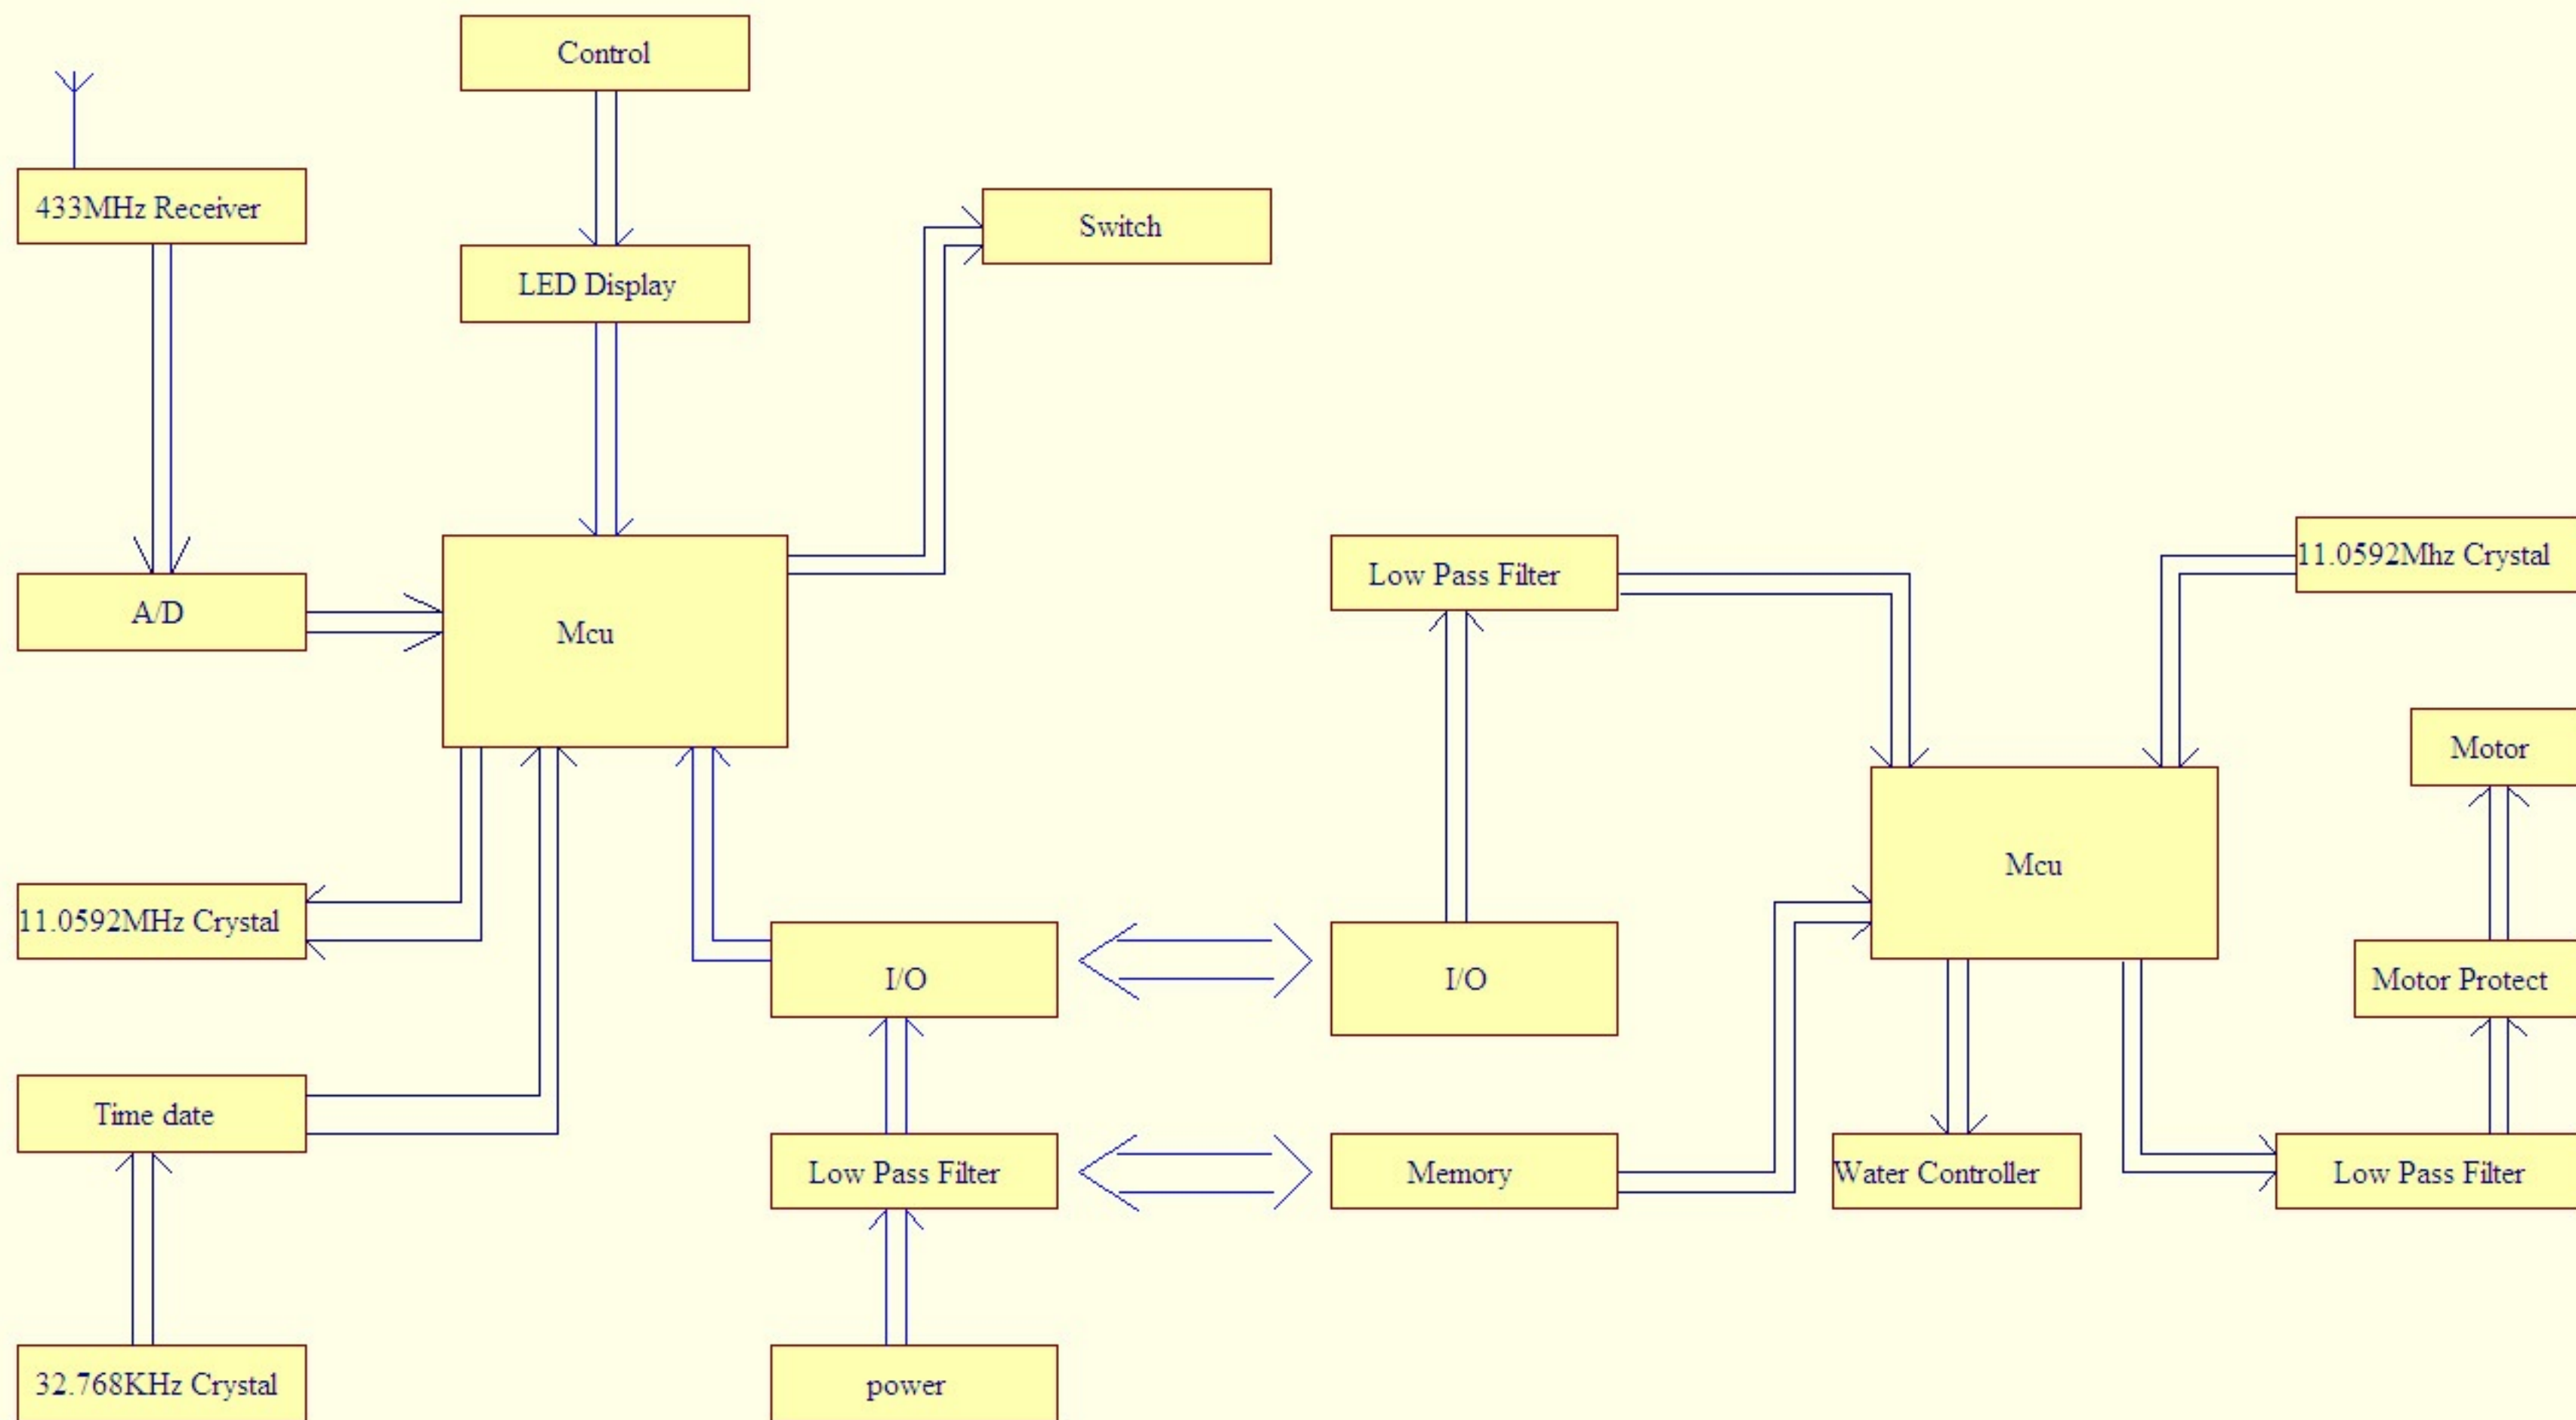 Control
433MHz Receiver
Switch
LED Display
11.0592Mhz Crystal
Low Pass Filter
A/D
Mcu
Motor
Mcu
11.0592MHz Crystal
I/O
I/O
Motor Protect
Time date
Low Pass Filter
Memory
Water Controller
Low Pass Filter
32.768KHz Crystal
power